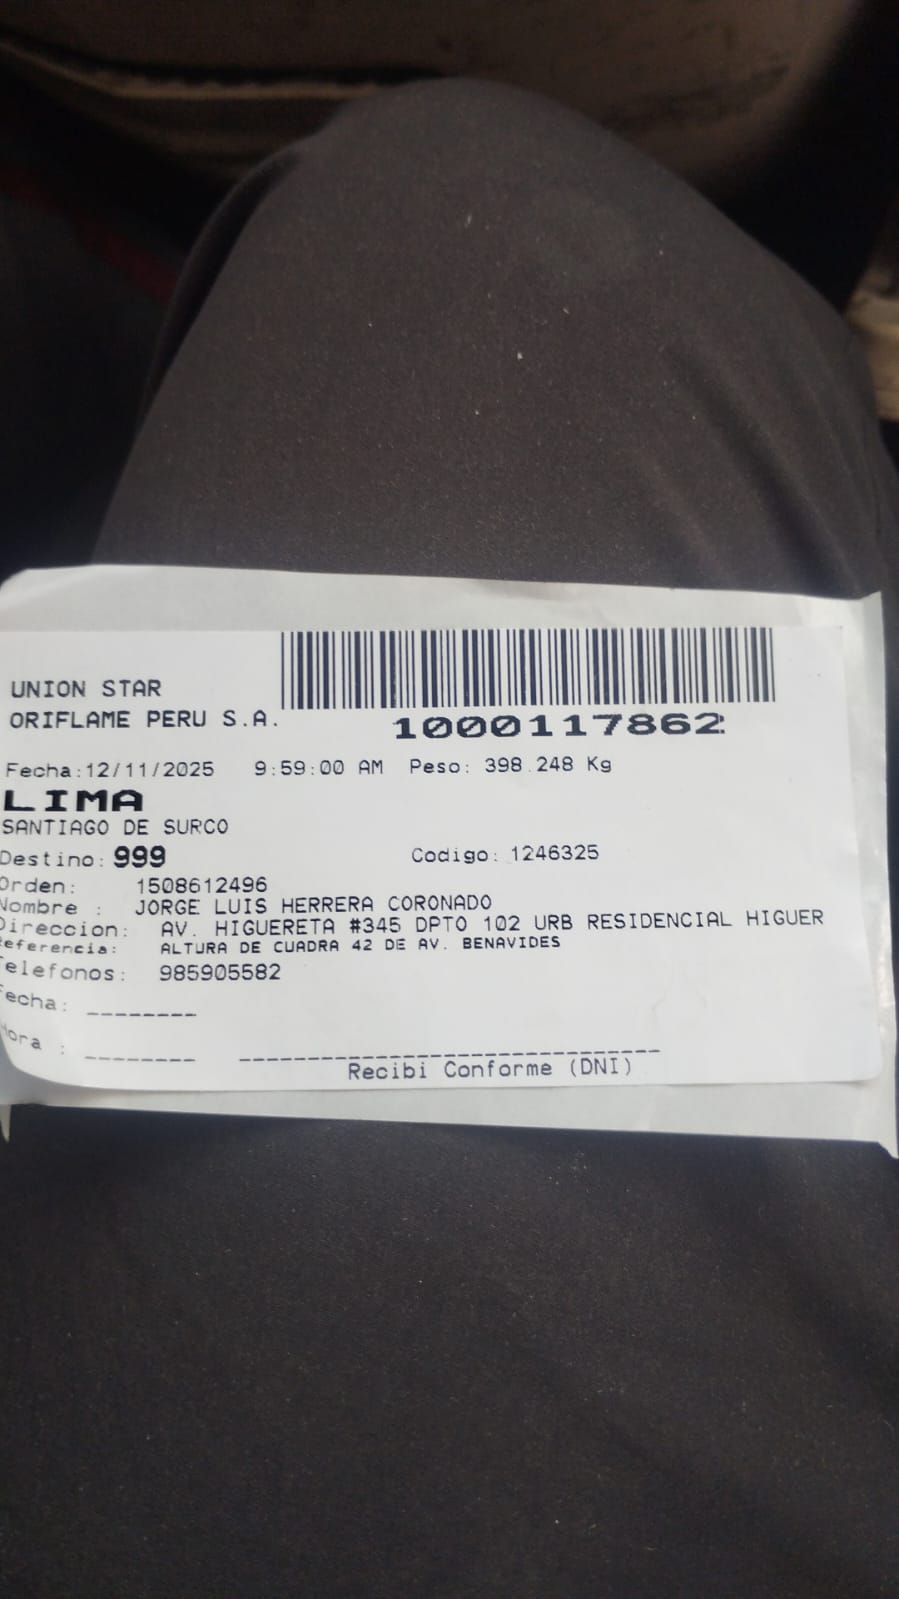 UNION STAR
ORIFLAME PERU S.A.
1000117862
Fecha:12/11/2025 9:59:00 AM Peso: 398.248 Kg
LIMA
SANTIAGO DE SURCO
Destino: 999 Codigo: 1246325
Orden: 1508612496
Nombre : JORGE LUIS HERRERA CORONADO
Direccion: AV. HIGUERETA #345 DPTO 102 URB RESIDENCIAL HIGUER
Referencia: ALTURA DE CUADRA 42 DE AV. BENAVIDES
Telefonos: 985905582
Fecha: ________
Hora : ________
Recibi Conforme (DNI)